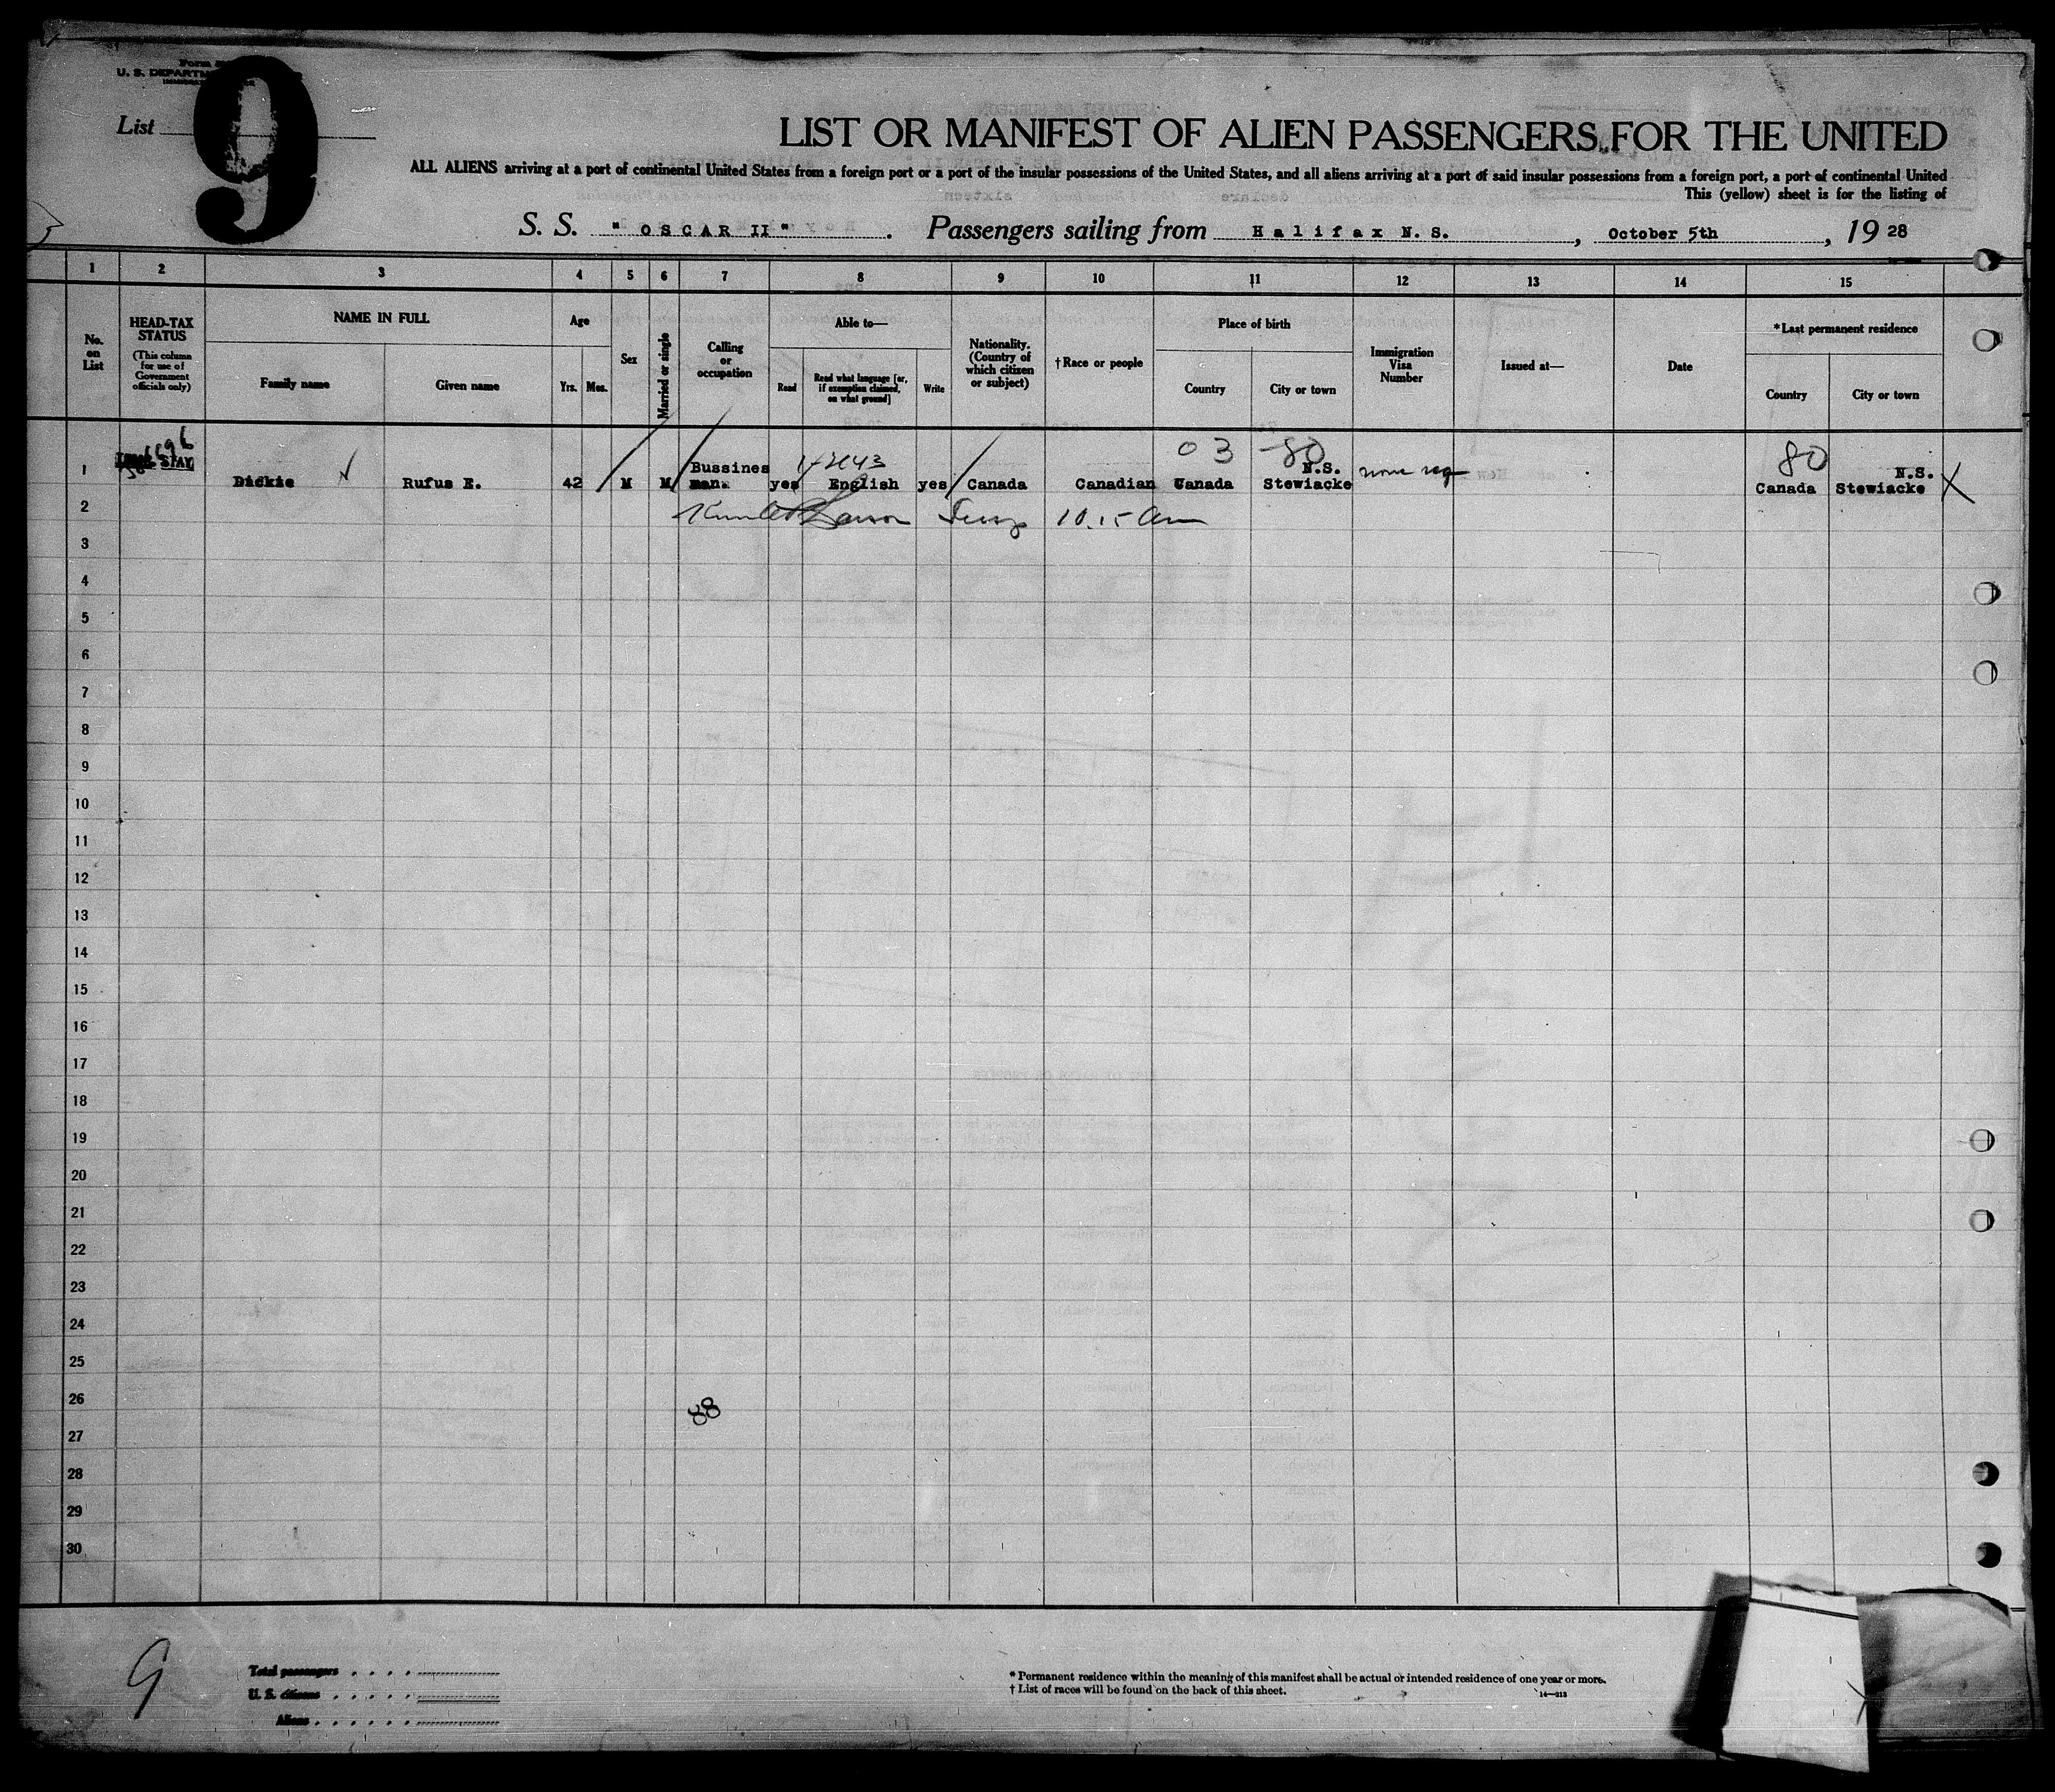 Form
U. S. DEPARTM
9
List
LIST OR MANIFEST OF ALIEN PASSENGERS FOR THE UNITED
ALL ALIENS arriving at a port of continental United States from a foreign port or a port of the insular possessions of the United States, and all aliens arriving at a port of said insular possessions from a foreign port, a port of continental United
This (yellow) sheet is for the listing of
S. S. "OSCAR II". Passengers sailing from Halifax N.S., October 5th, 19 28
1 2 3 4 5 6 7 8 9 10 11 12 13 14 15
No. on List
HEAD-TAX STATUS
(This column for use of Government officials only)
NAME IN FULL
Family name
Given name
Age
Yrs. Mos.
Sex
Married or single
Calling or occupation
Able to—
Read
Read what language [or, if exemption claimed, on what ground]
Write
Nationality. (Country of which citizen or subject)
†Race or people
Place of birth
Country
City or town
Immigration Visa Number
Issued at—
Date
*Last permanent residence
Country
City or town
03 80 80
Bussines N.S. N.S.
1 STAY Dickie Rufus E. 42 M M man. yes English yes Canada Canadian Canada Stewiacke none req Canada Stewiacke X
2 10.15 am
3
4
5
6
7
8
9
10
11
12
13
14
15
16
17
18
19
20
21
22
23
24
25
26
88
27
28
29
30
9
Total passengers
U. S. citizens
Aliens
* Permanent residence within the meaning of this manifest shall be actual or intended residence of one year or more.
† List of races will be found on the back of this sheet.
14—213